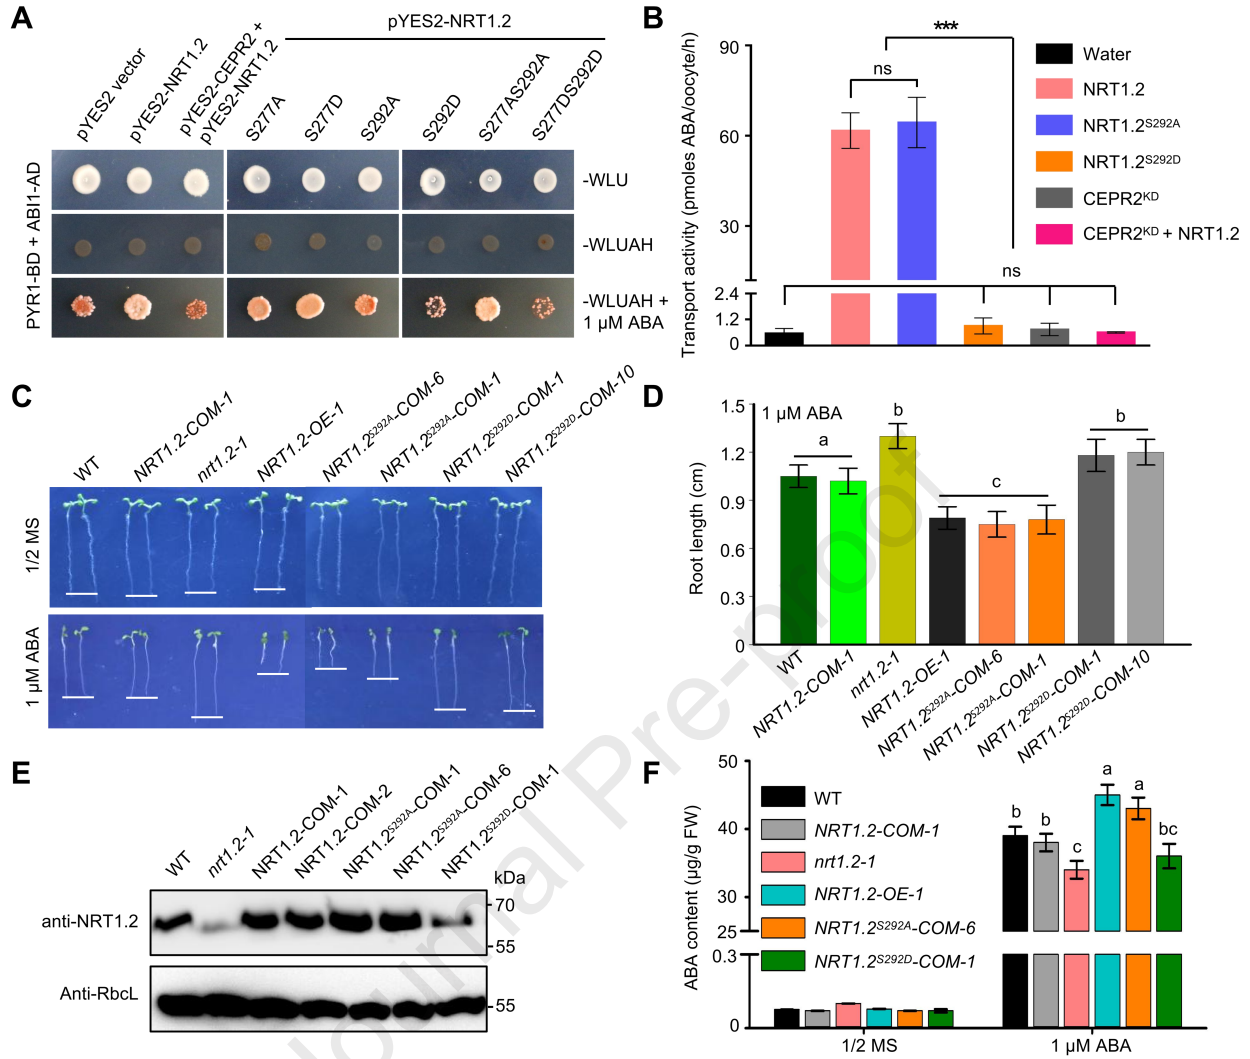 A
pYES2-NRT1.2
pYES2 vector
pYES2-NRT1.2
pYES2-CEPR2 +
pYES2-NRT1.2
S277A
S277D
S292A
S292D
S277AS292A
S277DS292D
PYR1-BD + ABI1-AD
-WLU
-WLUAH
-WLUAH +
1 µM ABA
B
Transport activity (pmoles ABA/oocyte/h)
90
60
30
2.4
1.2
0
ns
***
ns
Water
NRT1.2
NRT1.2S292A
NRT1.2S292D
CEPR2KD
CEPR2KD + NRT1.2
C
WT
NRT1.2-COM-1
nrt1.2-1
NRT1.2-OE-1
NRT1.2S292A-COM-6
NRT1.2S292A-COM-1
NRT1.2S292D-COM-1
NRT1.2S292D-COM-10
1/2 MS
1 µM ABA
D
Root length (cm)
1.5
1.2
0.9
0.6
0.3
0
1 µM ABA
a
b
c
b
WT
NRT1.2-COM-1
nrt1.2-1
NRT1.2-OE-1
NRT1.2S292A-COM-6
NRT1.2S292A-COM-1
NRT1.2S292D-COM-1
NRT1.2S292D-COM-10
E
WT
nrt1.2-1
NRT1.2-COM-1
NRT1.2-COM-2
NRT1.2S292A-COM-1
NRT1.2S292A-COM-6
NRT1.2S292D-COM-1
kDa
anti-NRT1.2
-70
-55
Anti-RbcL
-55
F
ABA content (µg/g FW)
50
40
30
25
0.3
0
WT
NRT1.2-COM-1
nrt1.2-1
NRT1.2-OE-1
NRT1.2S292A-COM-6
NRT1.2S292D-COM-1
b
b
c
a
a
bc
1/2 MS
1 µM ABA
Journal Pre-proof